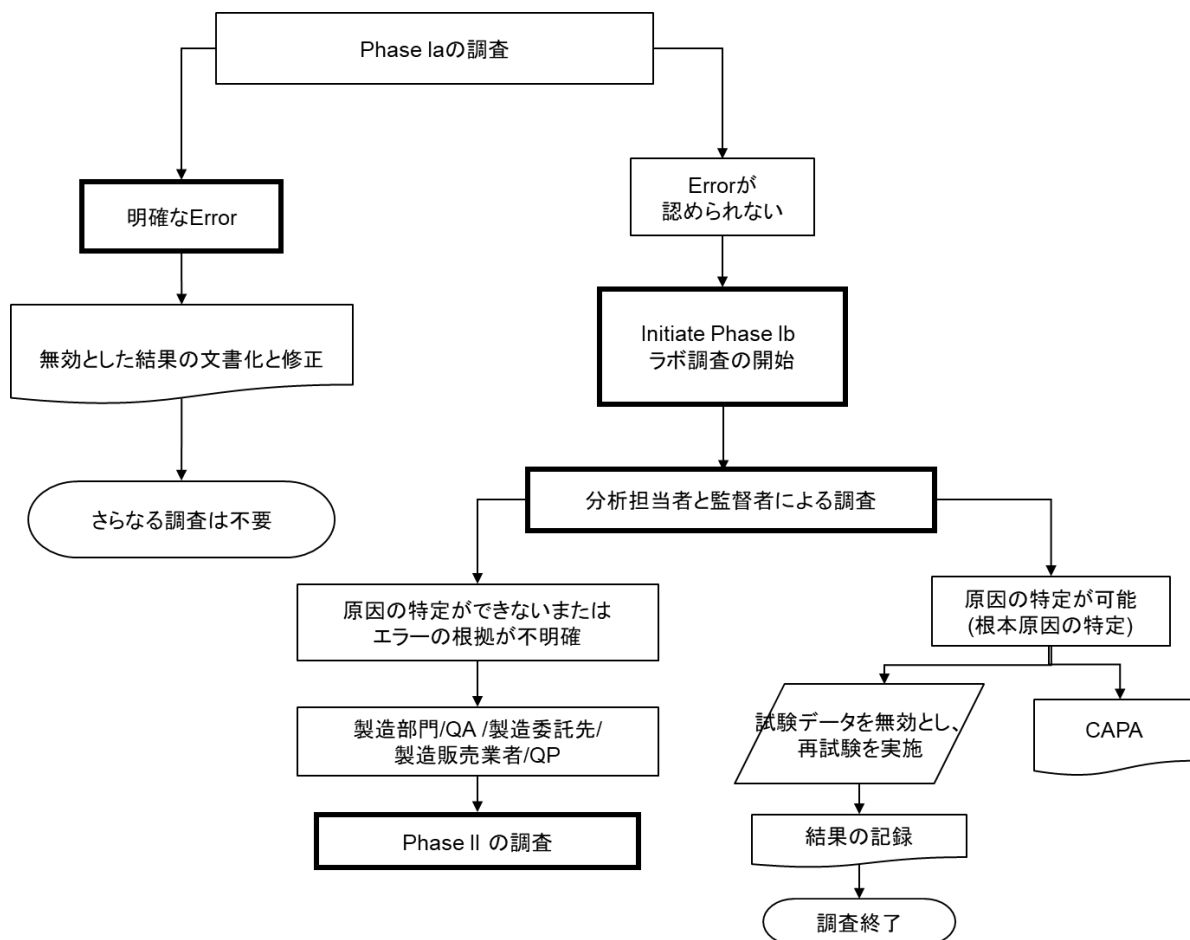 Phase Iaの調査
明確なError
Errorが
認められない
無効とした結果の文書化と修正
Initiate Phase Ib
ラボ調査の開始
さらなる調査は不要
分析担当者と監督者による調査
原因の特定ができないまたは
エラーの根拠が不明確
原因の特定が可能
(根本原因の特定)
製造部門/QA /製造委託先/
製造販売業者/QP
試験データを無効とし、
再試験を実施
CAPA
Phase II の調査
結果の記録
調査終了